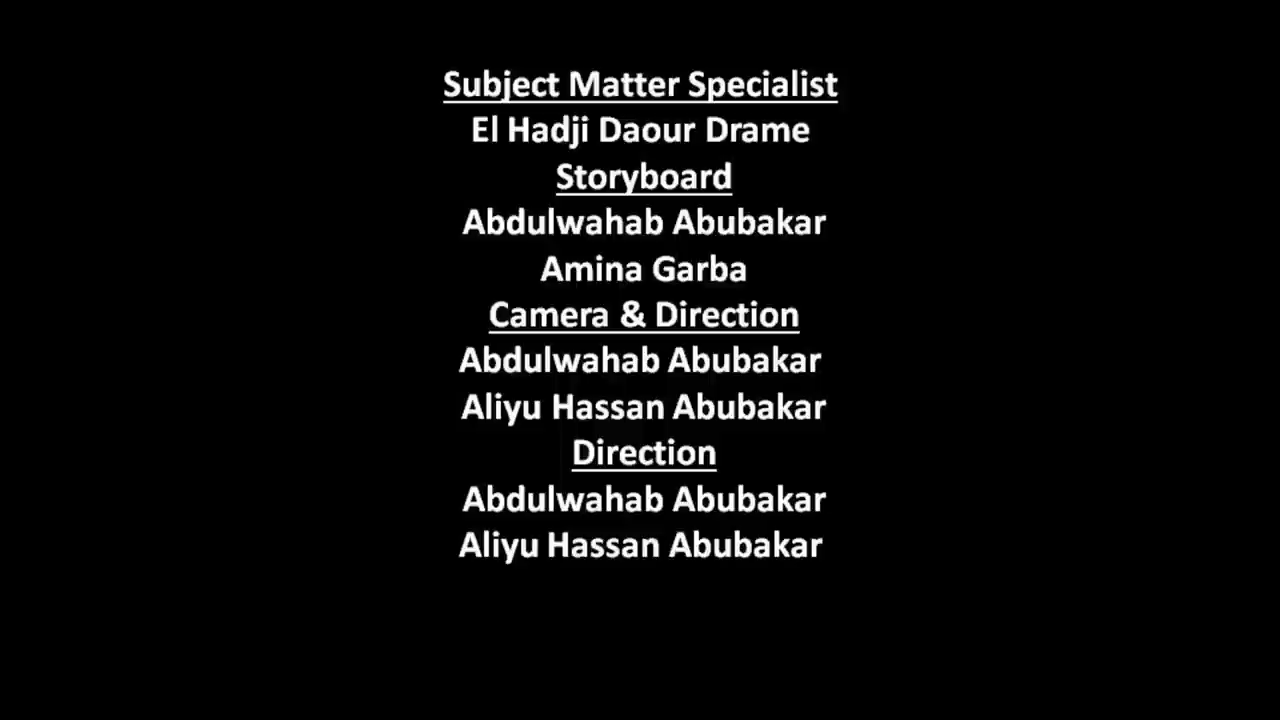 Subject Matter Specialist
El Hadji Daour Drame
Storyboard
Abdulwahab Abubakar
Amina Garba
Camera & Direction
Abdulwahab Abubakar
Aliyu Hassan Abubakar
Direction
Abdulwahab Abubakar
Aliyu Hassan Abubakar